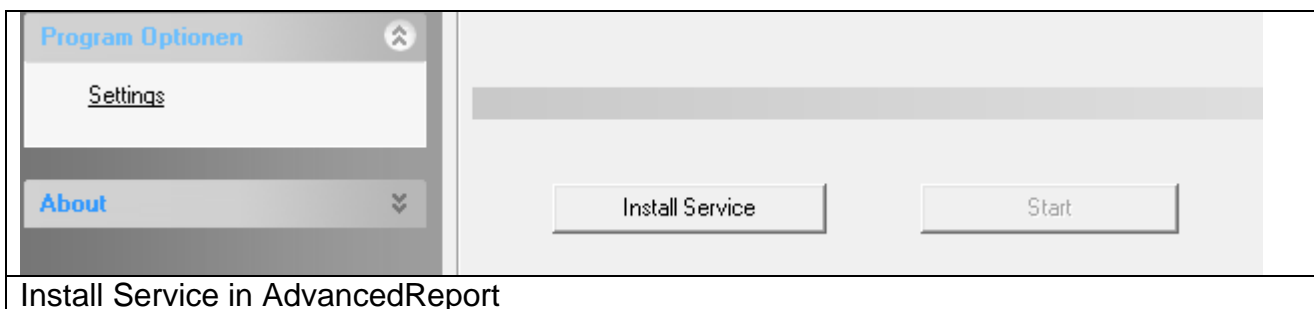 Program Optionen
Settings
About
Install Service
Start
Install Service in AdvancedReport